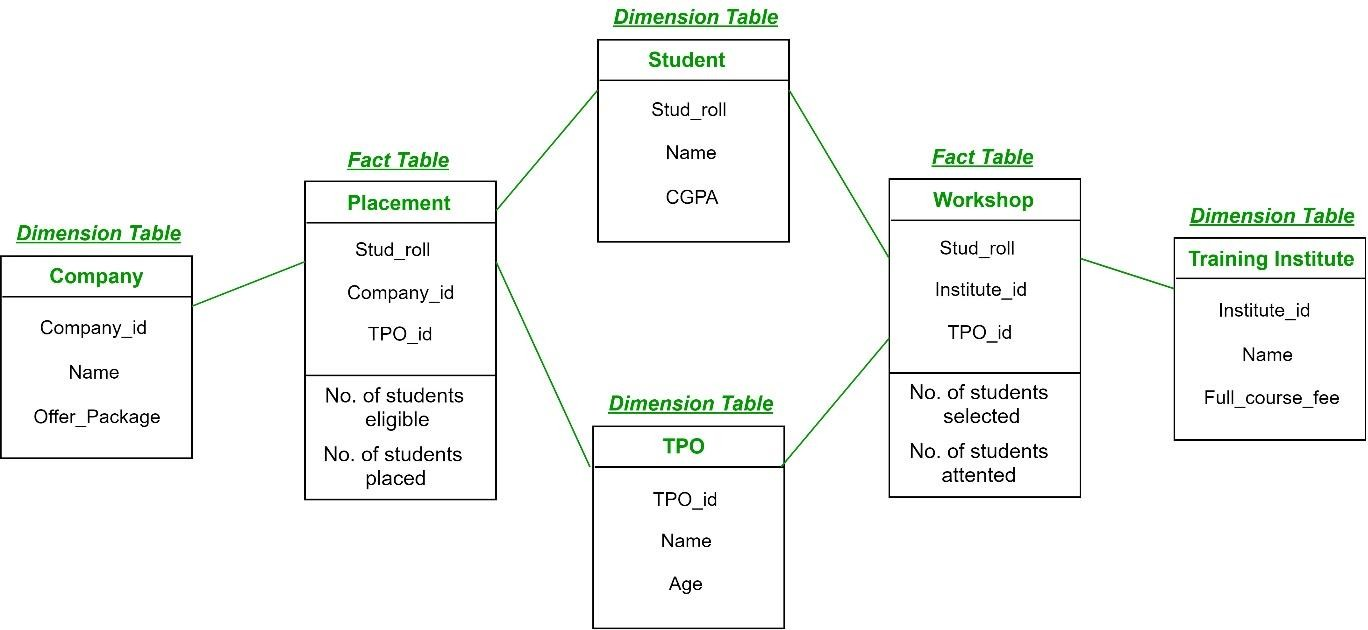 Dimension Table
Student
Stud_roll
Name
CGPA
Fact Table
Placement
Stud_roll
Company_id
TPO_id
No. of students
eligible
No. of students
placed
Fact Table
Workshop
Stud_roll
Institute_id
TPO_id
No. of students
selected
No. of students
attented
Dimension Table
Company
Company_id
Name
Offer_Package
Dimension Table
Training Institute
Institute_id
Name
Full_course_fee
Dimension Table
TPO
TPO_id
Name
Age